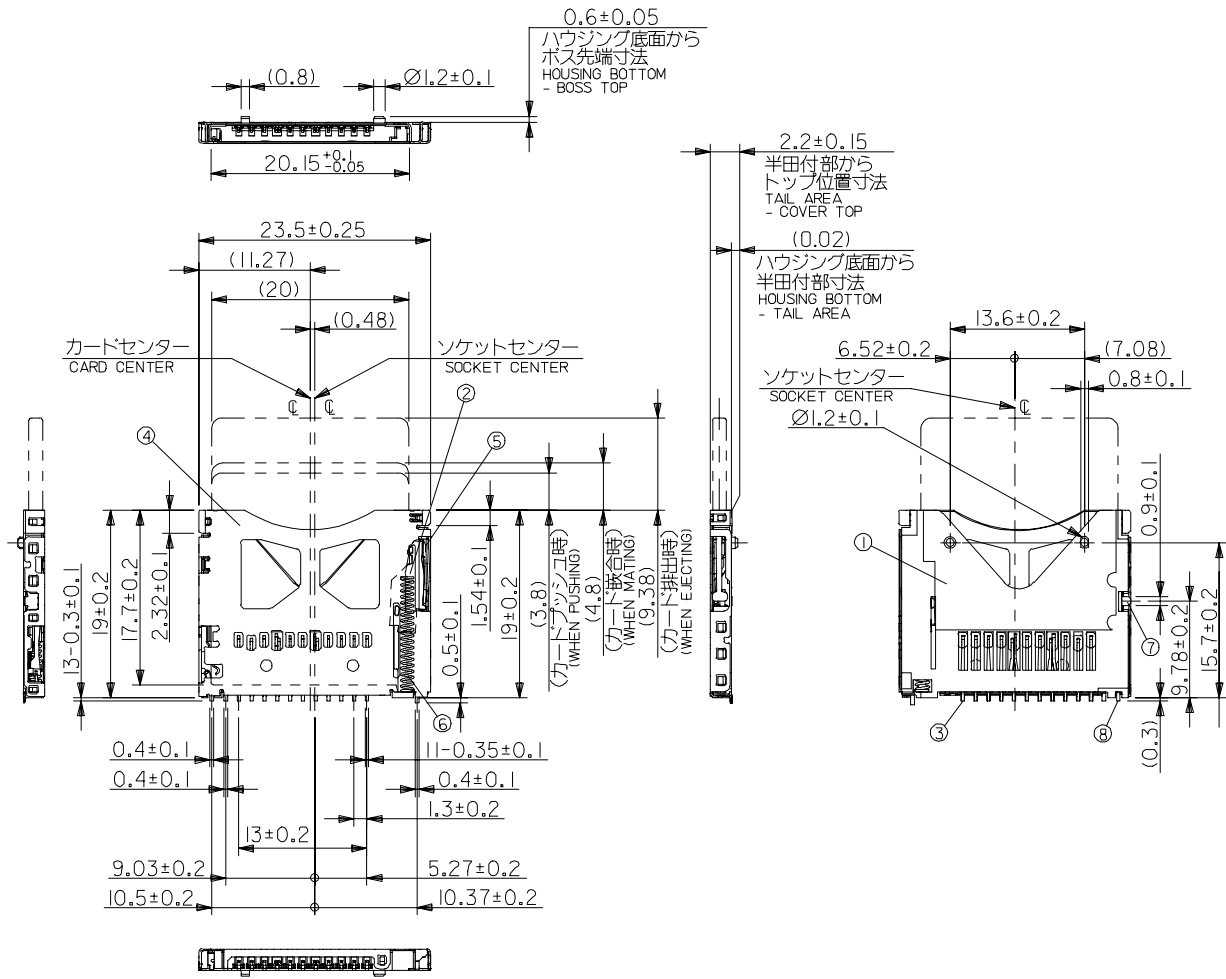 0.6±0.05
ハウジング底面から
ボス先端寸法
HOUSING BOTTOM
- BOSS TOP
(0.8)
Ø1.2±0.1
20.15 +0.1 -0.05
2.2±0.15
半田付部から
トップ位置寸法
TAIL AREA
- COVER TOP
(0.02)
ハウジング底面から
半田付部寸法
HOUSING BOTTOM
- TAIL AREA
23.5±0.25
(11.27)
(20)
(0.48)
カードセンター
CARD CENTER
ソケットセンター
SOCKET CENTER
℄ ℄
②
⑤
④
13-0.3±0.1
19±0.2
17.7±0.2
2.32±0.1
0.5±0.1
1.54±0.1
19±0.2
(3.8)
(カードプッシュ時)
(WHEN PUSHING)
(4.8)
(カード嵌合時)
(WHEN MATING)
(9.38)
(カード排出時)
(WHEN EJECTING)
⑥
0.4±0.1
11-0.35±0.1
0.4±0.1
0.4±0.1
1.3±0.2
13±0.2
9.03±0.2
5.27±0.2
10.5±0.2
10.37±0.2
13.6±0.2
6.52±0.2
(7.08)
ソケットセンター
SOCKET CENTER
0.8±0.1
℄
Ø1.2±0.1
①
0.9±0.1
⑦
9.78±0.2
15.7±0.2
③
⑧
(0.3)